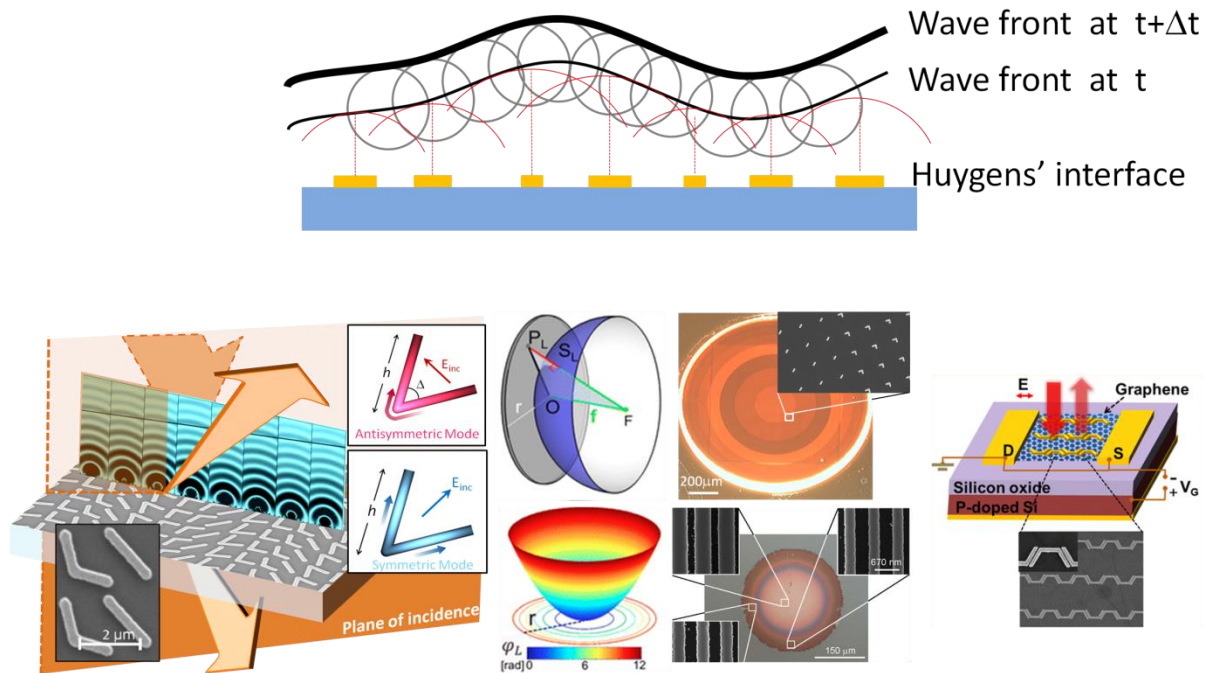 Wave front at t+Δt
Wave front at t
Huygens' interface
h
E_inc
Δ
Antisymmetric Mode
h
E_inc
Symmetric Mode
2 μm
Plane of incidence
P_L
S_L
O
r
f
F
200μm
r
φ_L
[rad] 0 6 12
670 nm
150 μm
E
Graphene
D
S
Silicon oxide
P-doped Si
-
+ V_G